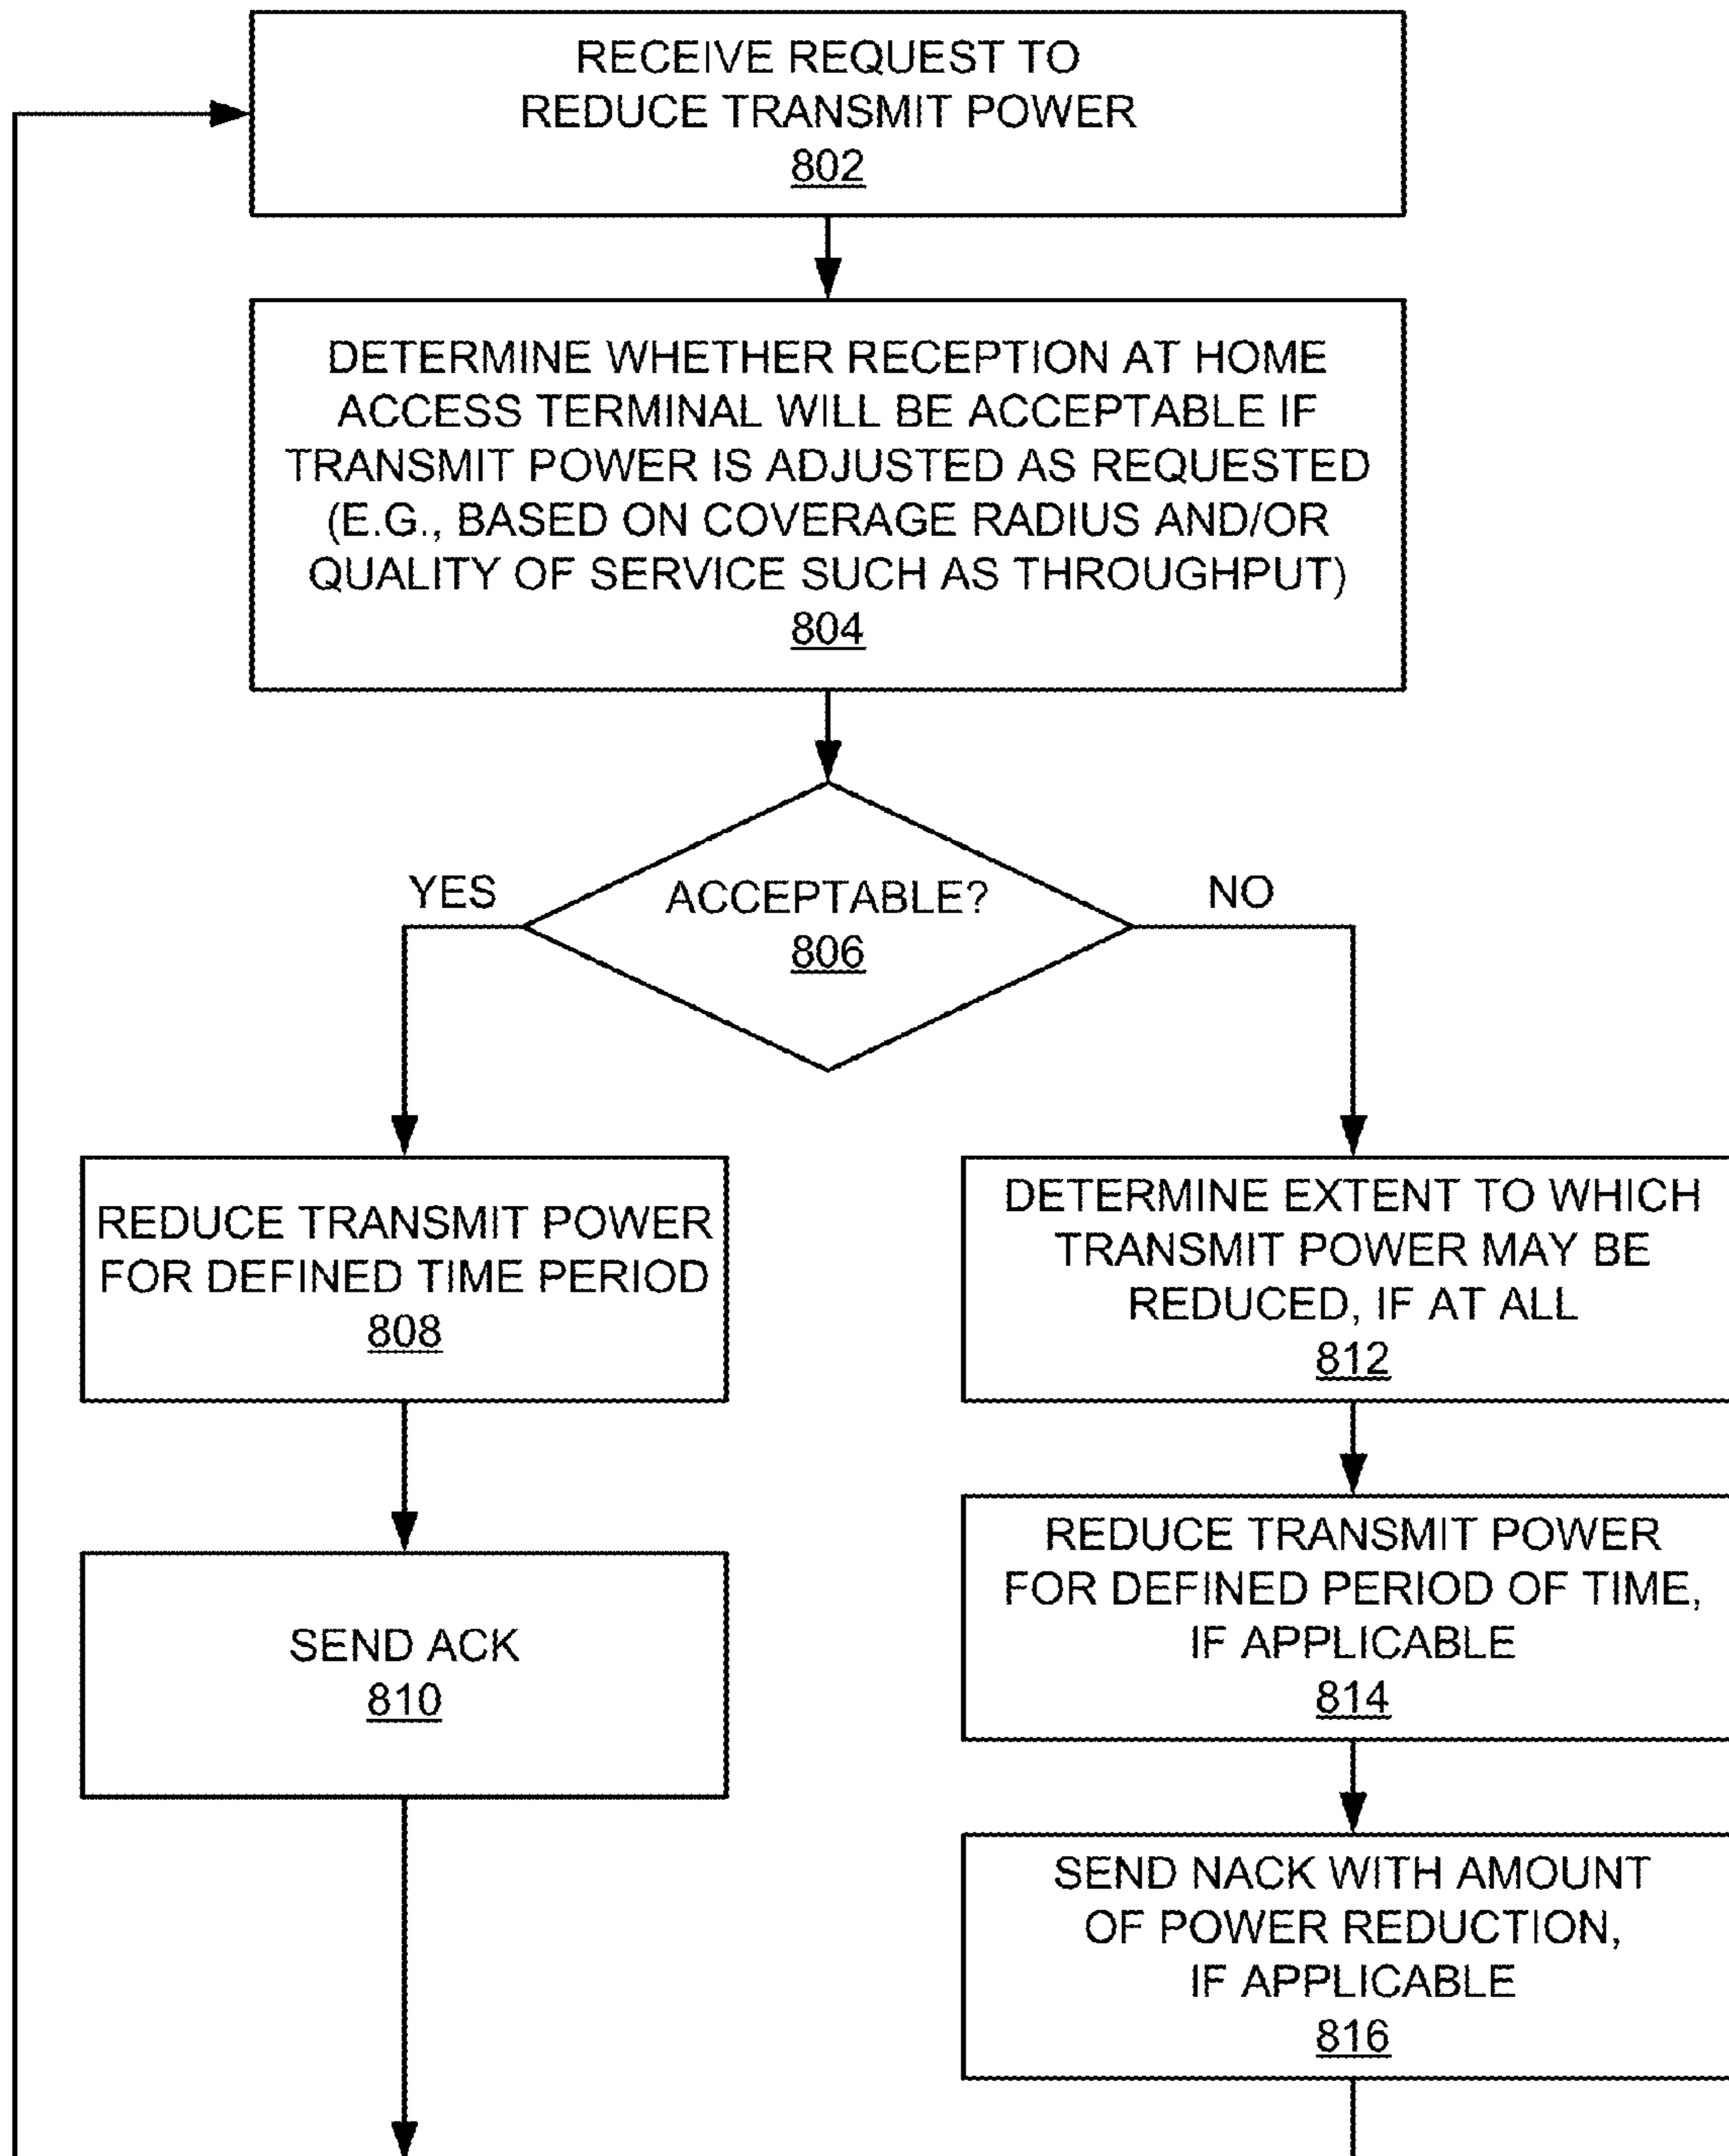 RECEIVE REQUEST TO
REDUCE TRANSMIT POWER
802
DETERMINE WHETHER RECEPTION AT HOME
ACCESS TERMINAL WILL BE ACCEPTABLE IF
TRANSMIT POWER IS ADJUSTED AS REQUESTED
(E.G., BASED ON COVERAGE RADIUS AND/OR
QUALITY OF SERVICE SUCH AS THROUGHPUT)
804
YES
ACCEPTABLE?
806
NO
REDUCE TRANSMIT POWER
FOR DEFINED TIME PERIOD
808
SEND ACK
810
DETERMINE EXTENT TO WHICH
TRANSMIT POWER MAY BE
REDUCED, IF AT ALL
812
REDUCE TRANSMIT POWER
FOR DEFINED PERIOD OF TIME,
IF APPLICABLE
814
SEND NACK WITH AMOUNT
OF POWER REDUCTION,
IF APPLICABLE
816